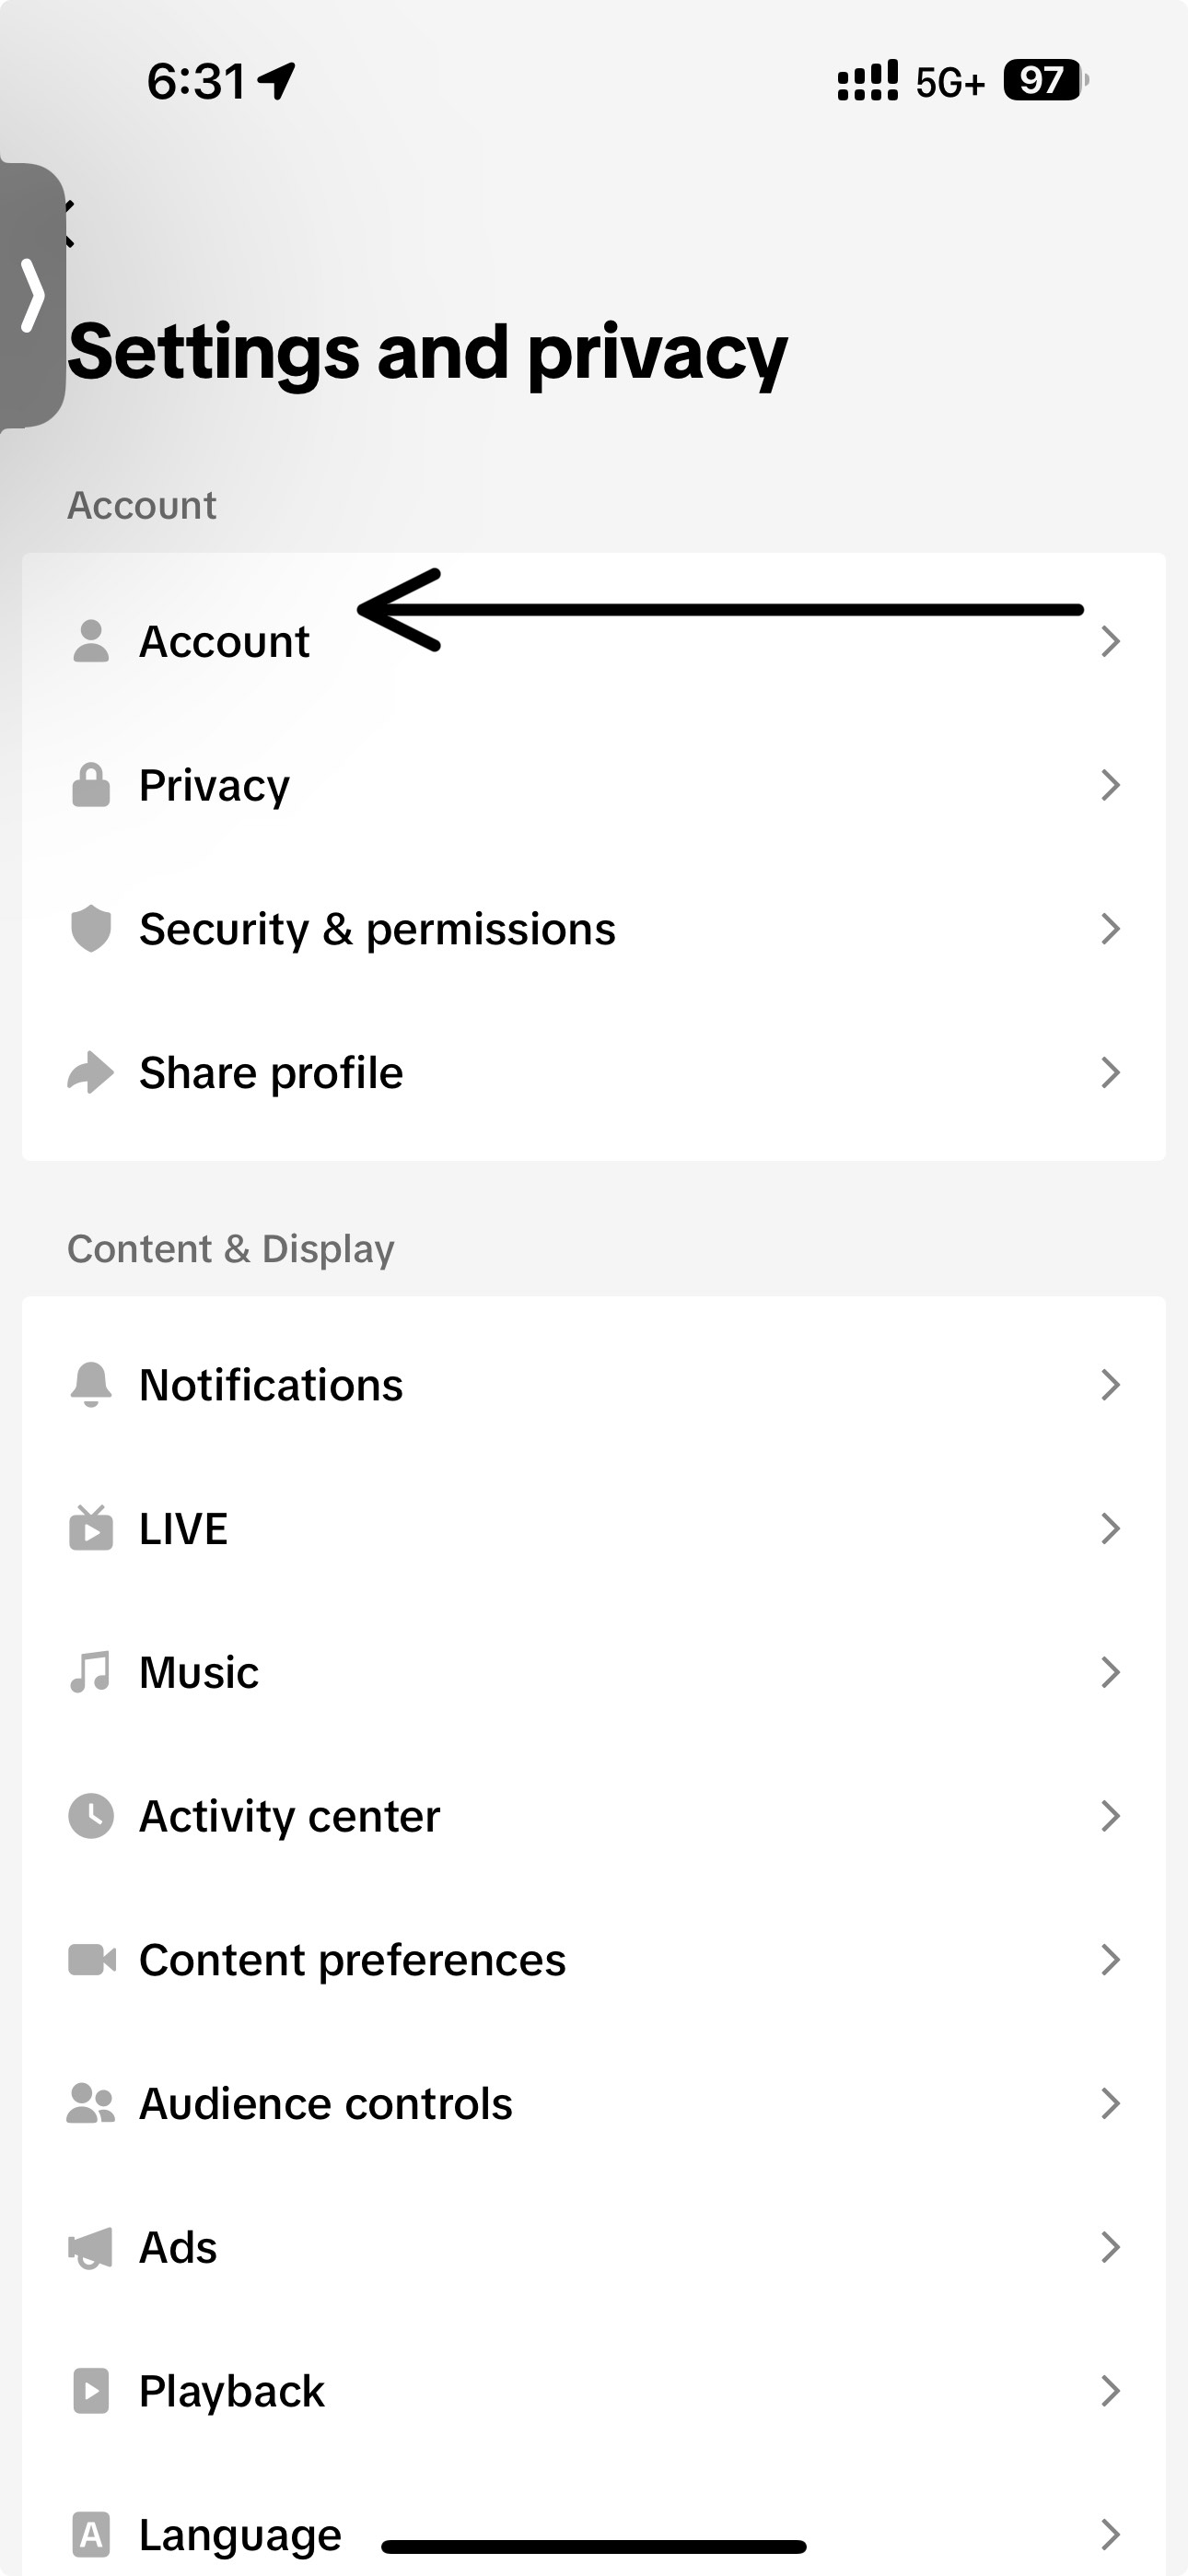 6:31 5G+ 97
Settings and privacy
Account
Account
Privacy
Security & permissions
Share profile
Content & Display
Notifications
LIVE
Music
Activity center
Content preferences
Audience controls
Ads
Playback
A Language